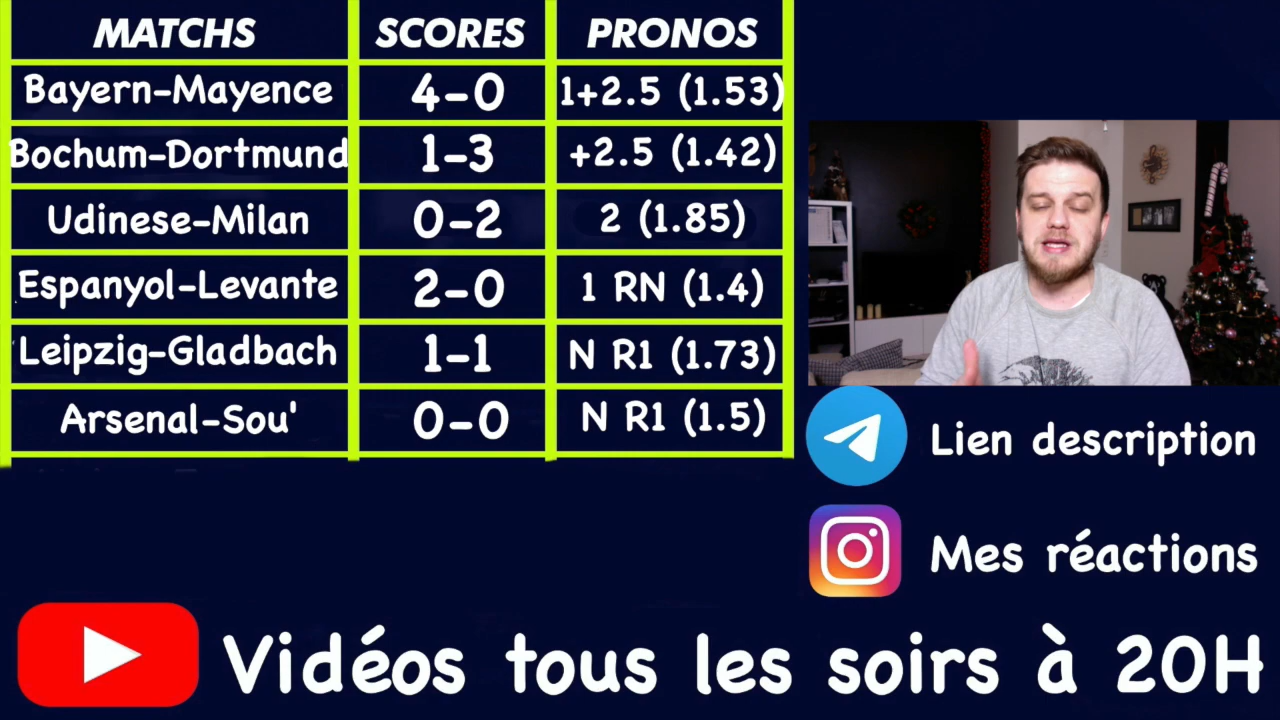 MATCHS SCORES PRONOS
Bayern-Mayence 4-0 1+2.5 (1.53)
Bochum-Dortmund 1-3 +2.5 (1.42)
Udinese-Milan 0-2 2 (1.85)
Espanyol-Levante 2-0 1 RN (1.4)
Leipzig-Gladbach 1-1 N R1 (1.73)
Arsenal-Sou' 0-0 N R1 (1.5)
Lien description
Mes réactions
Vidéos tous les soirs à 20H